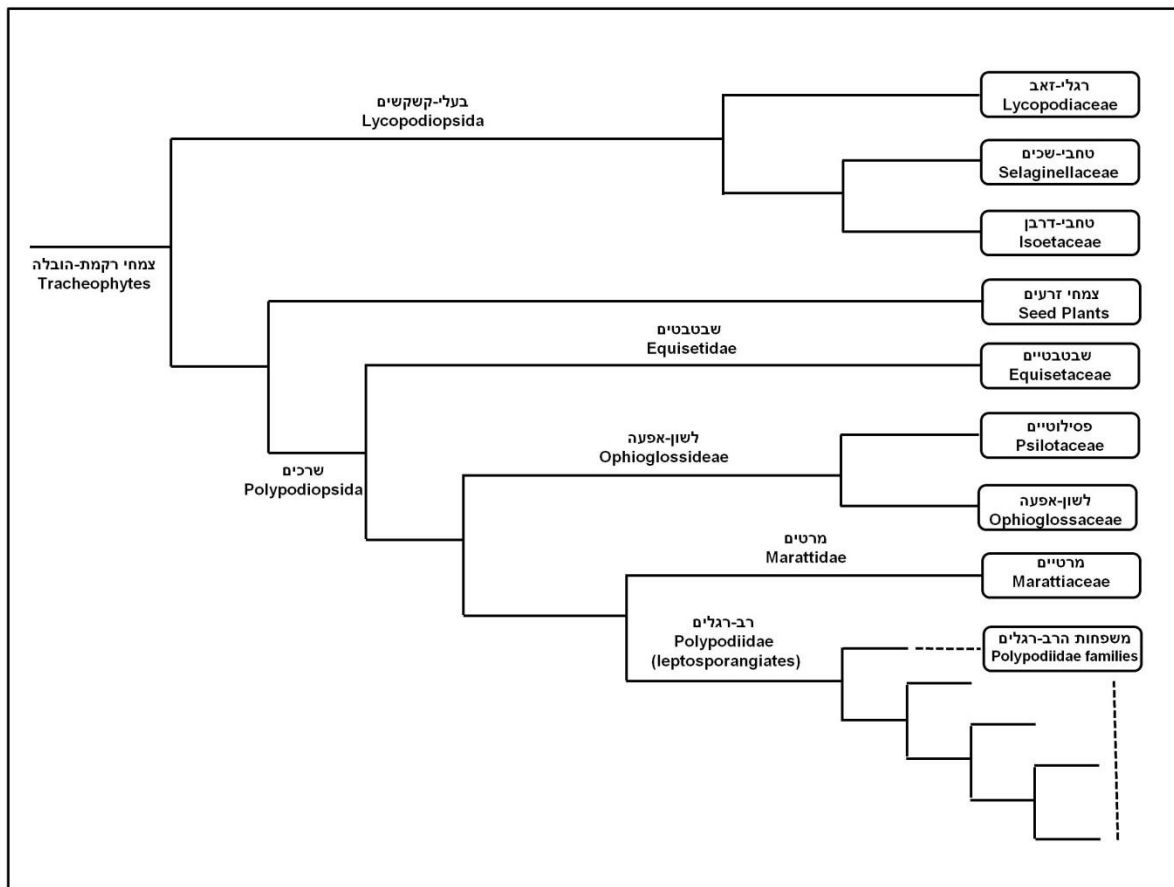 רגלי-זאב
Lycopodiaceae
בעלי-קשקשים
Lycopodiopsida
טחבי-שכים
Selaginellaceae
טחבי-דרבן
Isoetaceae
צמחי רקמת-הובלה
Tracheophytes
צמחי זרעים
Seed Plants
שבטבטים
Equisetidae
שבטבטיים
Equisetaceae
פסילוטיים
Psilotaceae
לשון-אפעה
Ophioglossideae
שרכים
Polypodiopsida
לשון-אפעה
Ophioglossaceae
מרטים
Marattidae
מרטיים
Marattiaceae
רב-רגלים
Polypodiidae
(leptosporangiates)
משפחות הרב-רגלים
Polypodiidae families